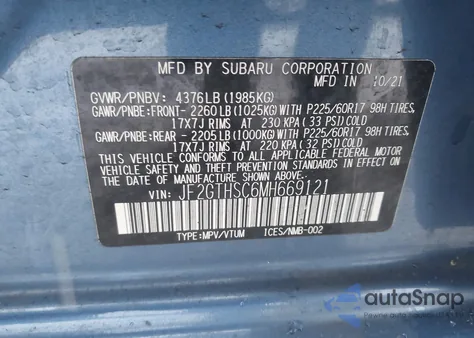 MFD BY SUBARU CORPORATION
IN 10/21
GVWR/PNBV: 4376LB (1985KG)
GAWR/PNBE:FRONT- 2260LB (1025KG)WITH P225/60R17 98H TIRES,
17X7J RIMS AT 230 KPA (33 PSI) COLD
GAWR/PNBE:REAR - 2205LB (1000KG)WITH P225/60R17 98H TIRES,
17X7J RIMS AT 220 KPA (32 PSI) COLD
THIS VEHICLE CONFORMS TO ALL APPLICABLE FEDERAL MOTOR
VEHICLE SAFETY, BUMPER, AND THEFT PREVENTION STANDARDS
IN EFFECT ON THE DATE OF MANUFACTURE SHOWN ABOVE.
VIN: JF2GTHSC6MH669121
TYPE:MPV/VTUM ICES/NMB-002
autoSnap